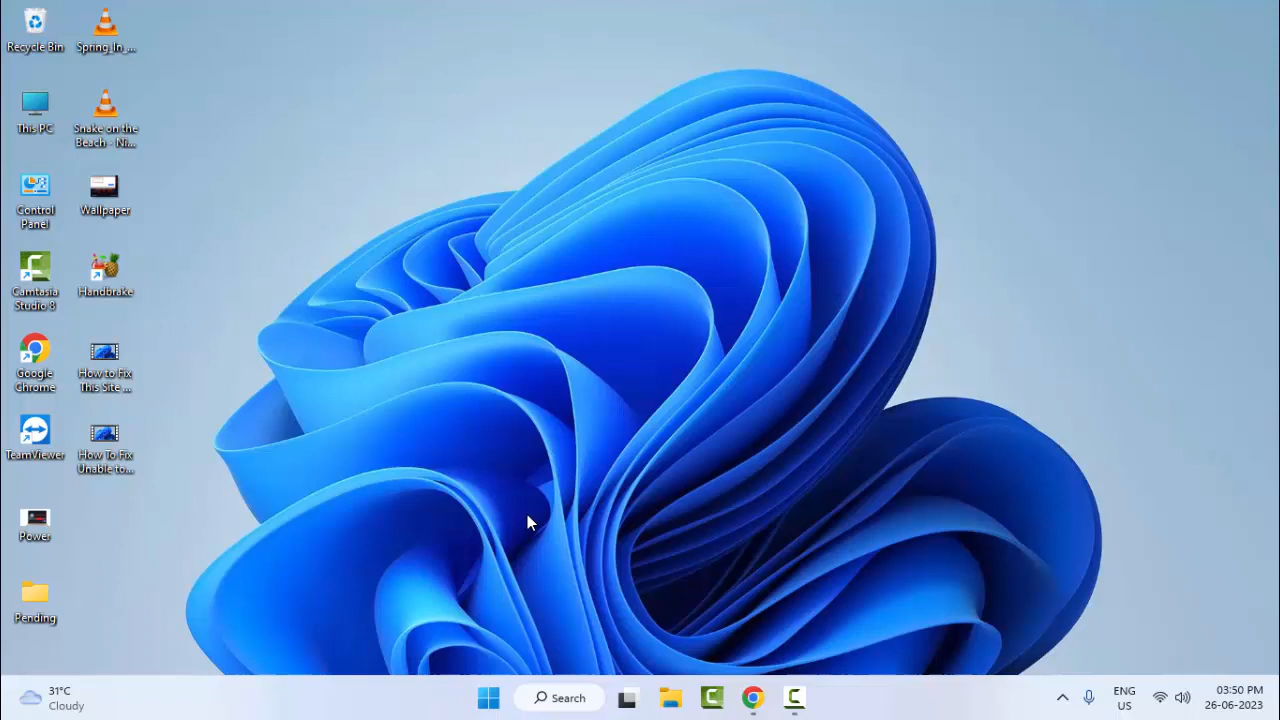 Recycle Bin
Spring_In_...
This PC
Snake on the
Beach - Ni...
Control
Panel
Wallpaper
Camtasia
Studio 8
Handbrake
Google
Chrome
How to Fix
This Site ...
TeamViewer
How To Fix
Unable to...
Power
Pending
31°C
Cloudy
Search
ENG
US
03:50 PM
26-06-2023